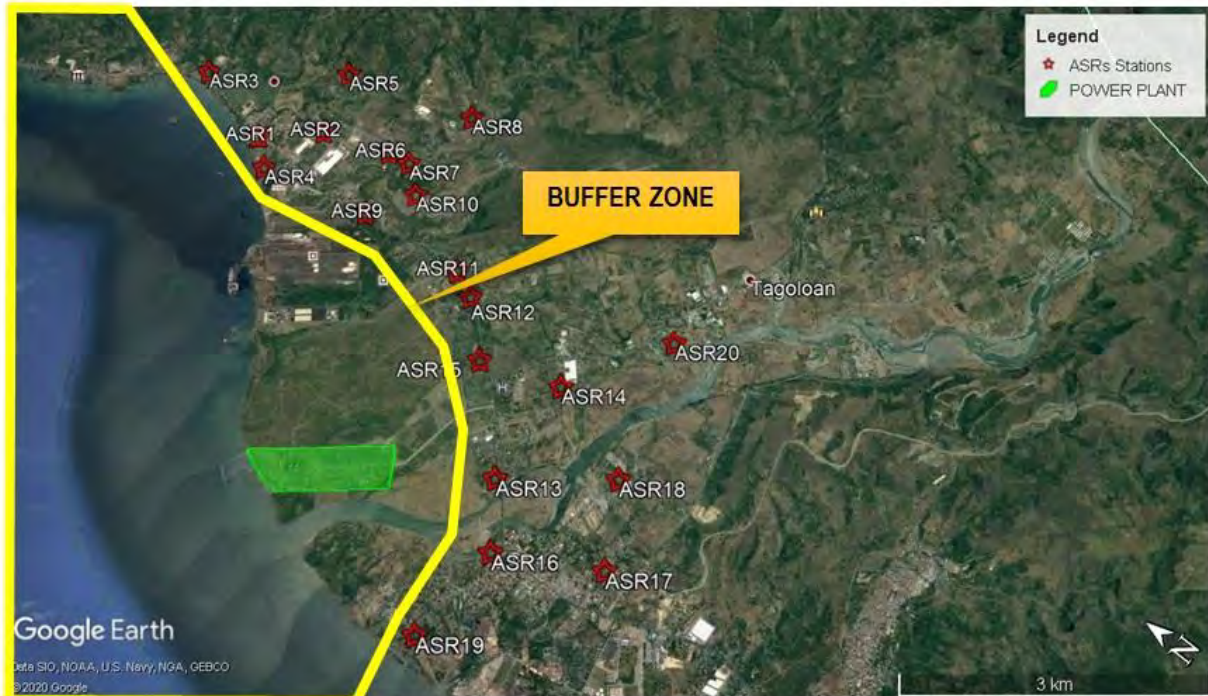 Legend
ASRs Stations
POWER PLANT
ASR3
ASR5
ASR8
ASR1
ASR2
ASR6
ASR7
ASR4
ASR10
BUFFER ZONE
ASR9
ASR11
Tagoloan
ASR12
ASR20
ASR15
H
ASR14
ASR13
ASR18
ASR16
ASR17
Google Earth
ASR19
N
Data SIO, NOAA, U.S. Navy, NGA, GEBCO
© 2020 Google
3 km